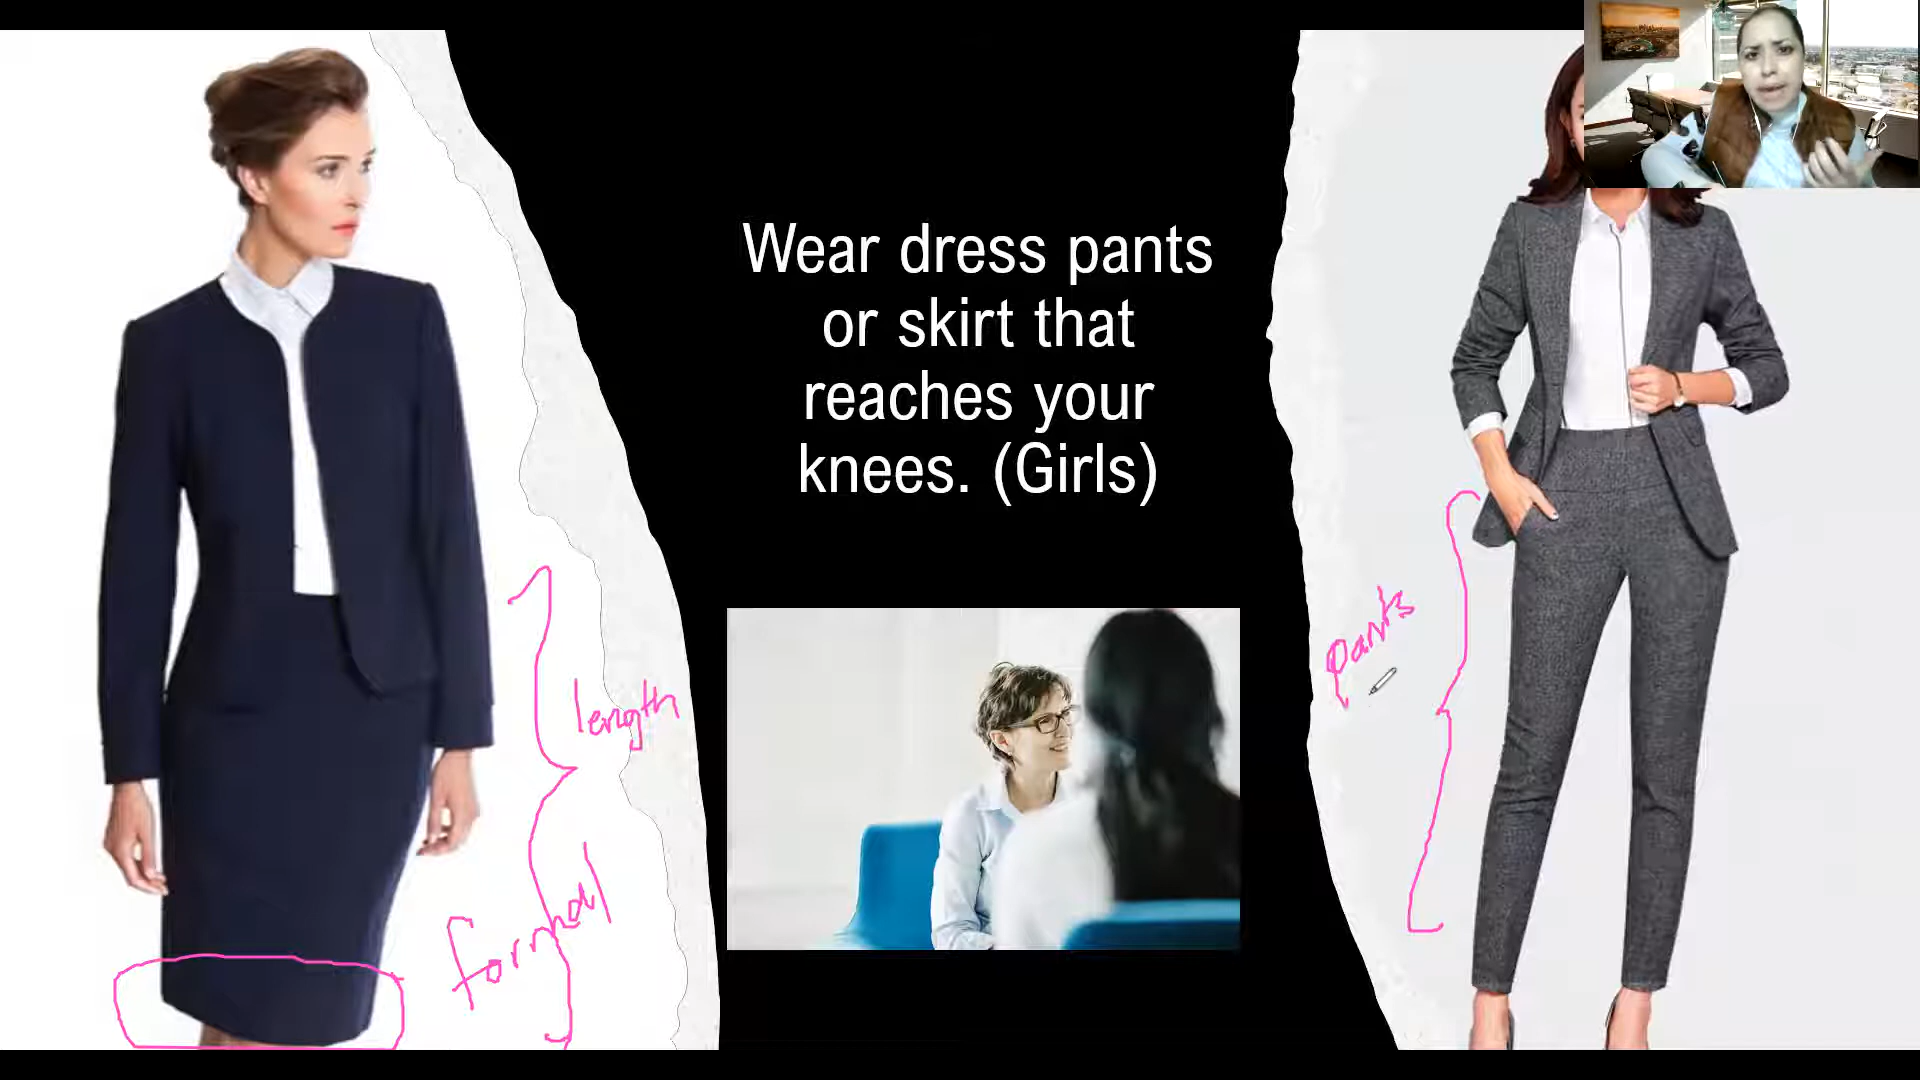 Wear dress pants
or skirt that
reaches your
knees. (Girls)
length
formal
pants